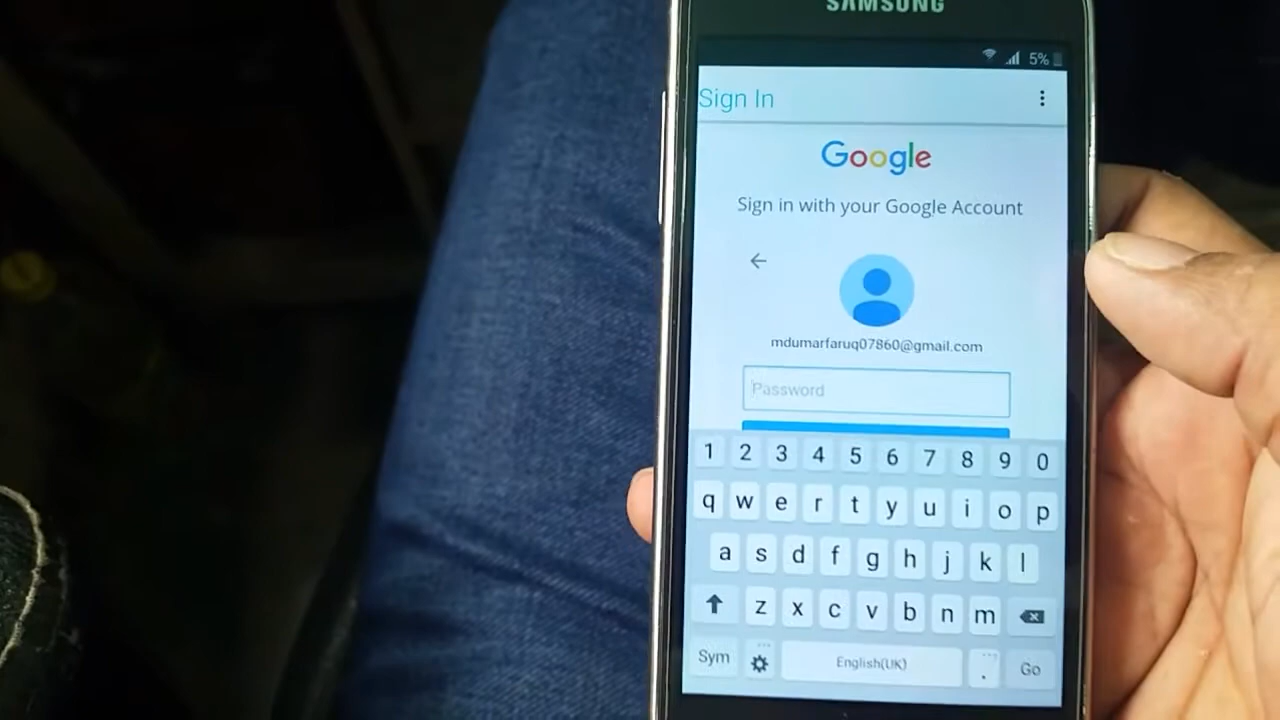 SAMSUNG
5%
Sign In
Google
Sign in with your Google Account
mdumarfaruq07860@gmail.com
Password
1 2 3 4 5 6 7 8 9 0
q w e r t y u i o p
a s d f g h j k l
z x c v b n m
Sym English(UK) . Go